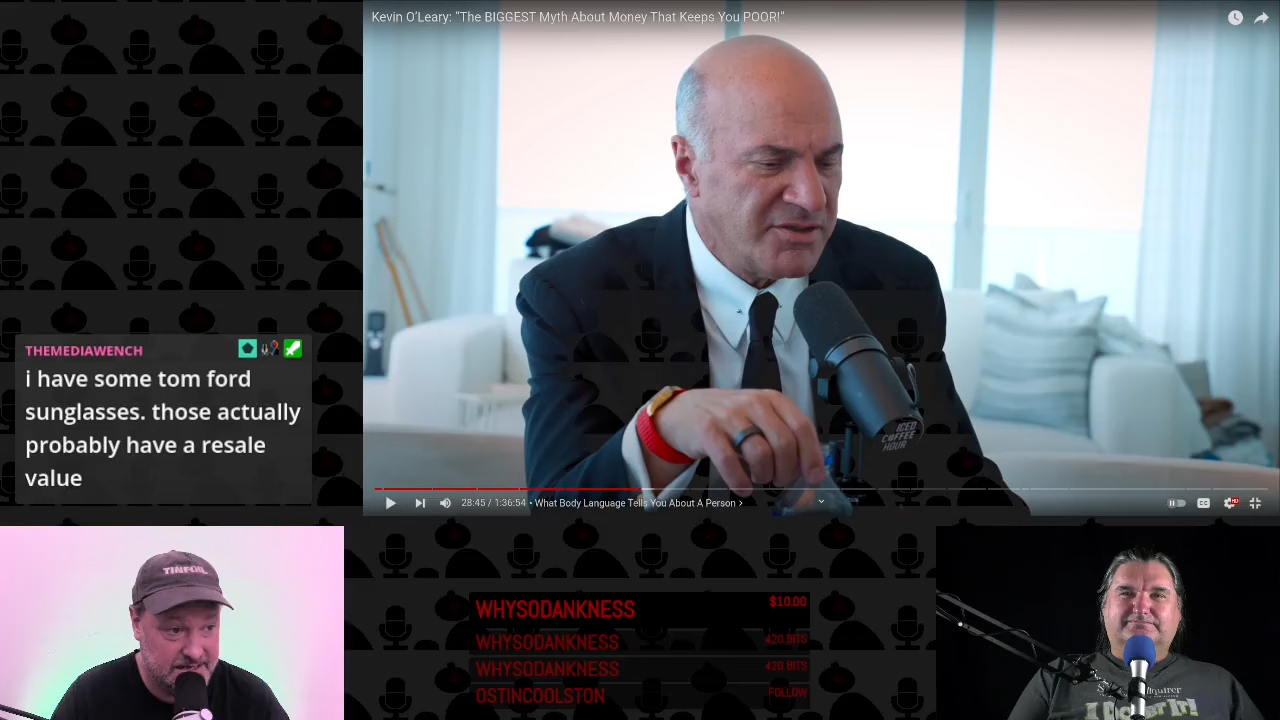 Kevin O'Leary: "The BIGGEST Myth About Money That Keeps You POOR!"
THEMEDIAWENCH
i have some tom ford
sunglasses. those actually
probably have a resale
value
ICED
COFFEE
HOUR
28:45 / 1:36:54 • What Body Language Tells You About A Person >
CC
HD
TINFOIL
WHYSODANKNESS $10.00
WHYSODANKNESS 420 BITS
WHYSODANKNESS 420 BITS
OSTINCOOLSTON FOLLOW